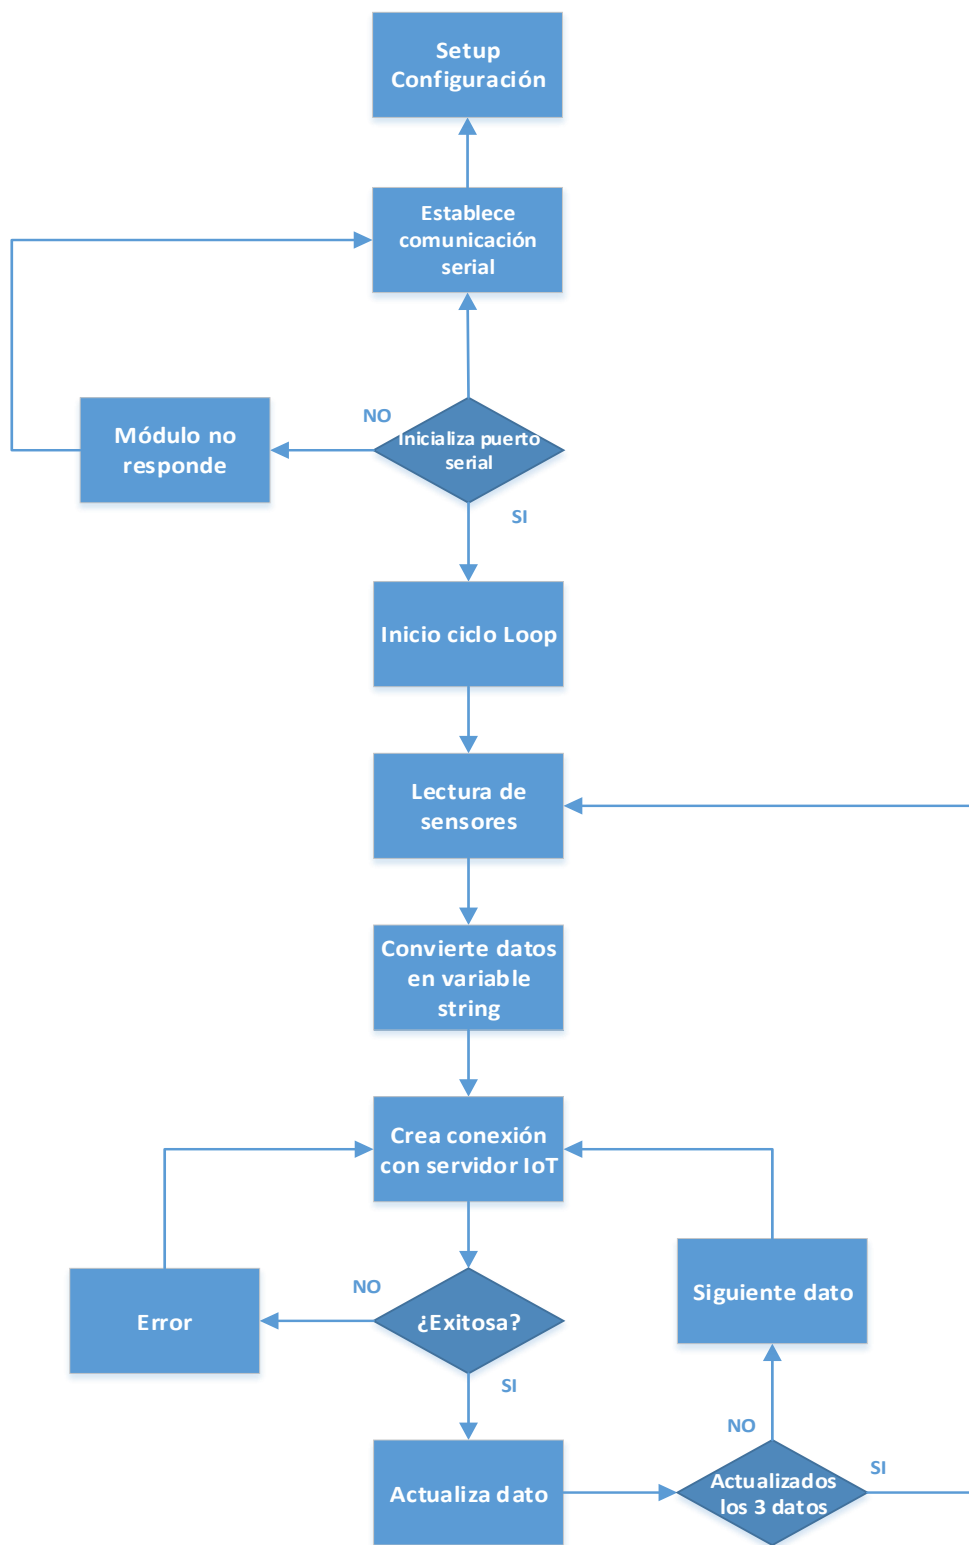 Setup
Configuración
Establece
comunicación
serial
NO
Módulo no
responde
Inicializa puerto
serial
SI
Inicio ciclo Loop
Lectura de
sensores
Convierte datos
en variable
string
Crea conexión
con servidor IoT
NO
Error
¿Exitosa?
Siguiente dato
SI
NO
Actualiza dato
Actualizados
los 3 datos
SI